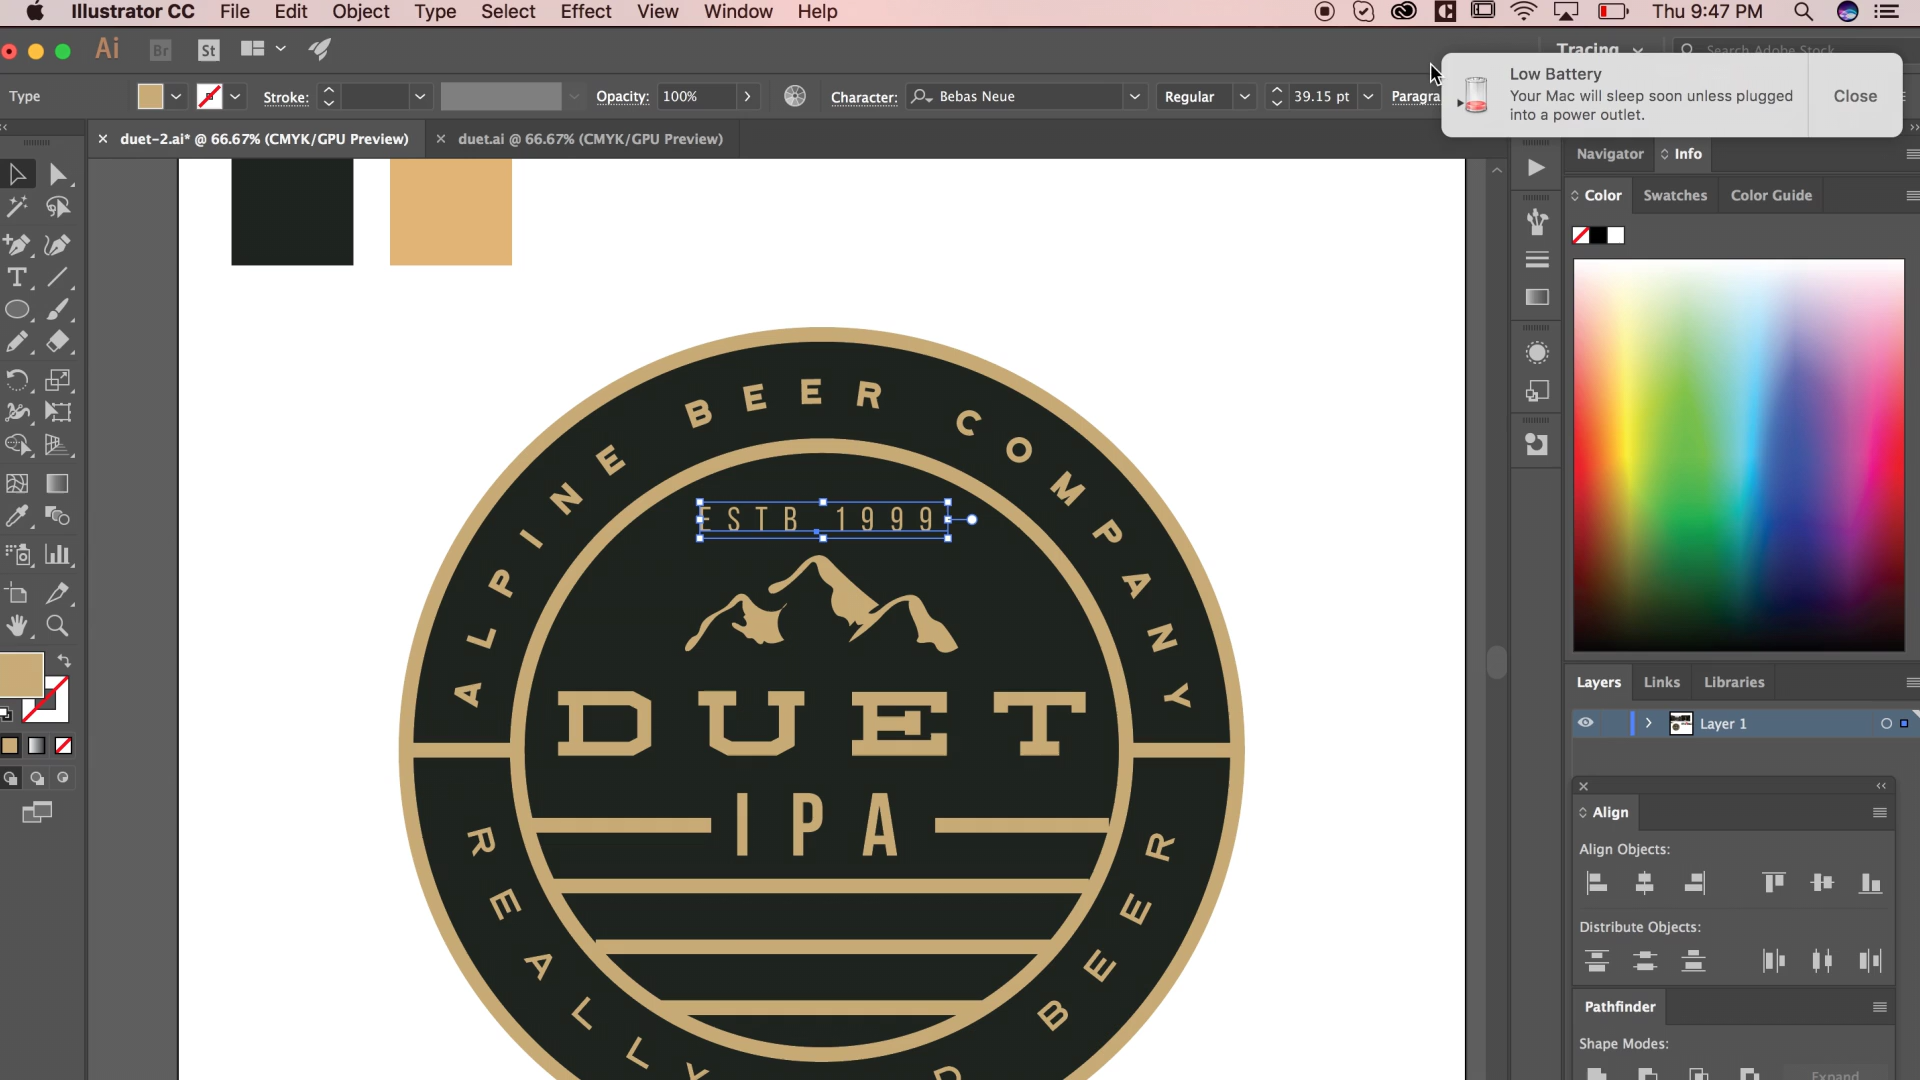 Illustrator CC File Edit Object Type Select Effect View Window Help Thu 9:47 PM
Ai Br St Tracing Search Adobe Stock
Low Battery
Your Mac will sleep soon unless plugged
into a power outlet.
Close
Type Stroke: Opacity: 100% Character: Bebas Neue Regular 39.15 pt Paragra
duet-2.ai* @ 66.67% (CMYK/GPU Preview) duet.ai @ 66.67% (CMYK/GPU Preview)
Navigator Info
Color Swatches Color Guide
ALPINE BEER COMPANY
ESTB 1999
DUET
IPA
REALLY
BEER
Layers Links Libraries
Layer 1
Align
Align Objects:
Distribute Objects:
Pathfinder
Shape Modes:
Expand